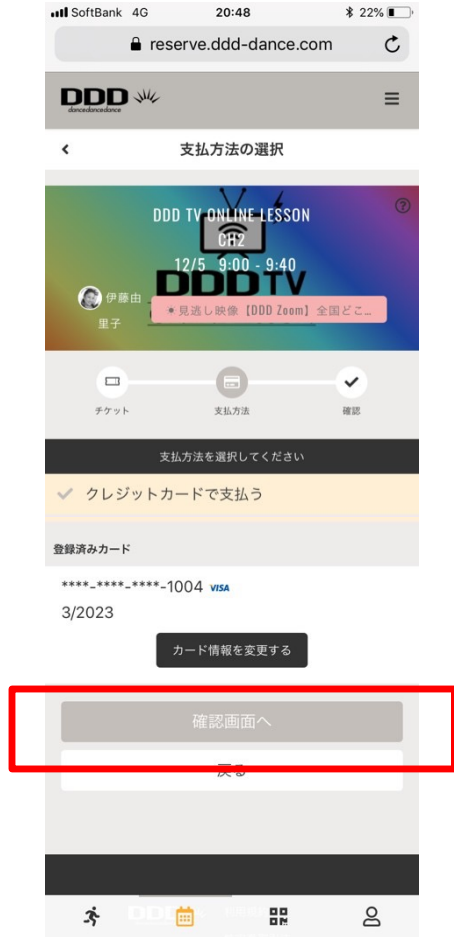 SoftBank 4G 20:48 22%
reserve.ddd-dance.com
DDD
dancedancedance
支払方法の選択
DDD TV ONLINE LESSON
CH2
12/5 9:00 - 9:40
DDDTV
伊藤由
里子
☀見逃し映像【DDD Zoom】全国どこ…
チケット 支払方法 確認
支払方法を選択してください
クレジットカードで支払う
登録済みカード
****-****-****-1004 VISA
3/2023
カード情報を変更する
確認画面へ
戻る
DDD